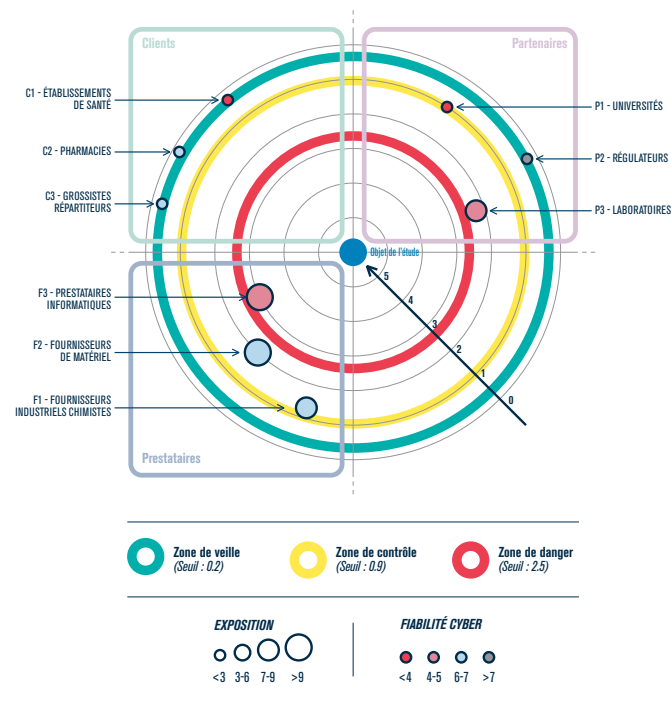 Clients
Partenaires
C1 - ÉTABLISSEMENTS
DE SANTÉ
P1 - UNIVERSITÉS
C2 - PHARMACIES
P2 - RÉGULATEURS
C3 - GROSSISTES
RÉPARTITEURS
P3 - LABORATOIRES
Objet de l'étude
5
4
3
2
1
0
F3 - PRESTATAIRES
INFORMATIQUES
F2 - FOURNISSEURS
DE MATÉRIEL
F1 - FOURNISSEURS
INDUSTRIELS CHIMISTES
Prestataires
Zone de veille
(Seuil : 0.2)
Zone de contrôle
(Seuil : 0.9)
Zone de danger
(Seuil : 2.5)
EXPOSITION
<3 3-6 7-9 >9
FIABILITÉ CYBER
<4 4-5 6-7 >7